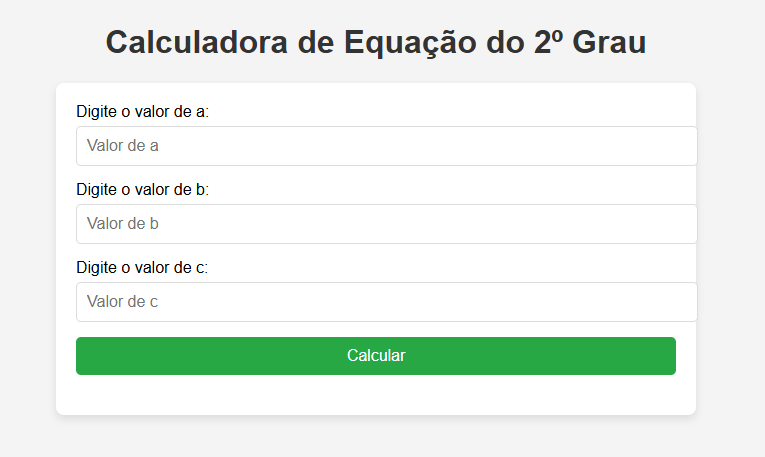 Calculadora de Equação do 2º Grau
Digite o valor de a:
Valor de a
Digite o valor de b:
Valor de b
Digite o valor de c:
Valor de c
Calcular